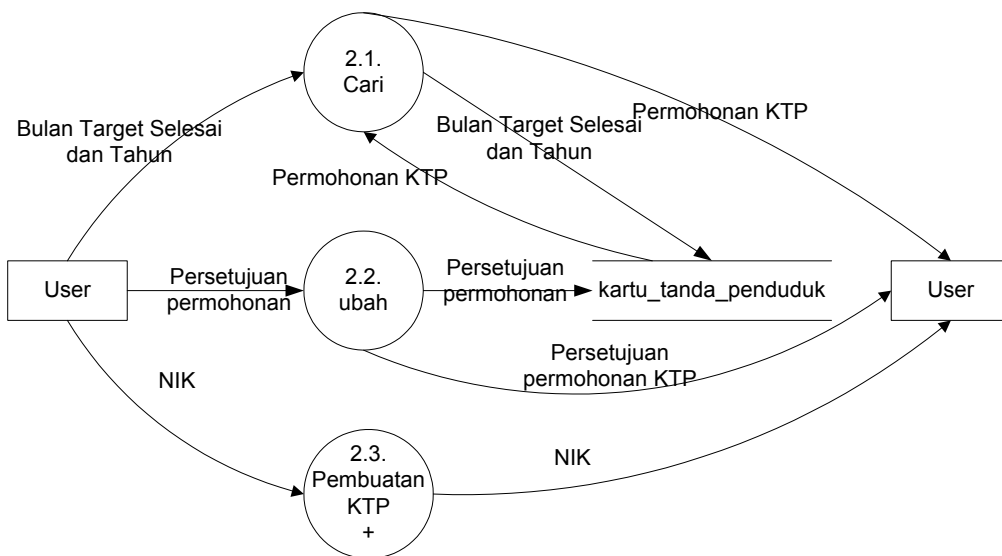 2.1.
Cari
Permohonan KTP
Bulan Target Selesai
dan Tahun
Bulan Target Selesai
dan Tahun
Permohonan KTP
User
Persetujuan
permohonan
2.2.
ubah
Persetujuan
permohonan
kartu_tanda_penduduk
User
Persetujuan
permohonan KTP
NIK
2.3.
Pembuatan
KTP
+
NIK